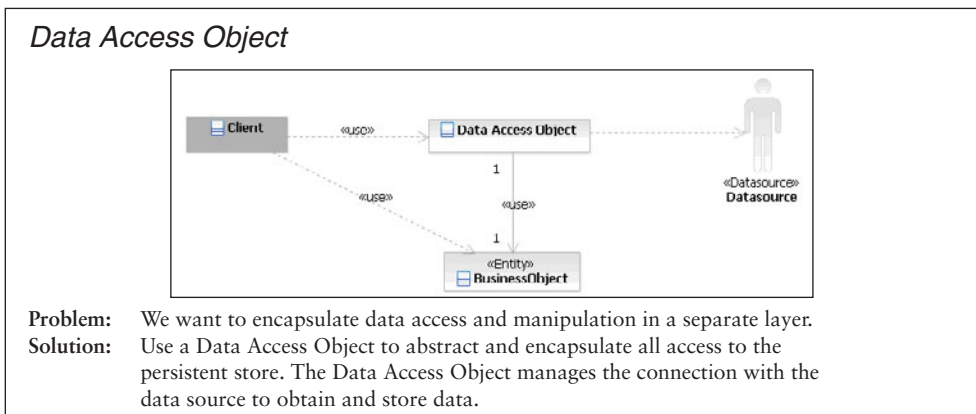 Data Access Object
Client
«use»
Data Access Object
1
«use»
«use»
1
«Datasource»
Datasource
«Entity»
BusinessObject
Problem: We want to encapsulate data access and manipulation in a separate layer.
Solution: Use a Data Access Object to abstract and encapsulate all access to the
persistent store. The Data Access Object manages the connection with the
data source to obtain and store data.